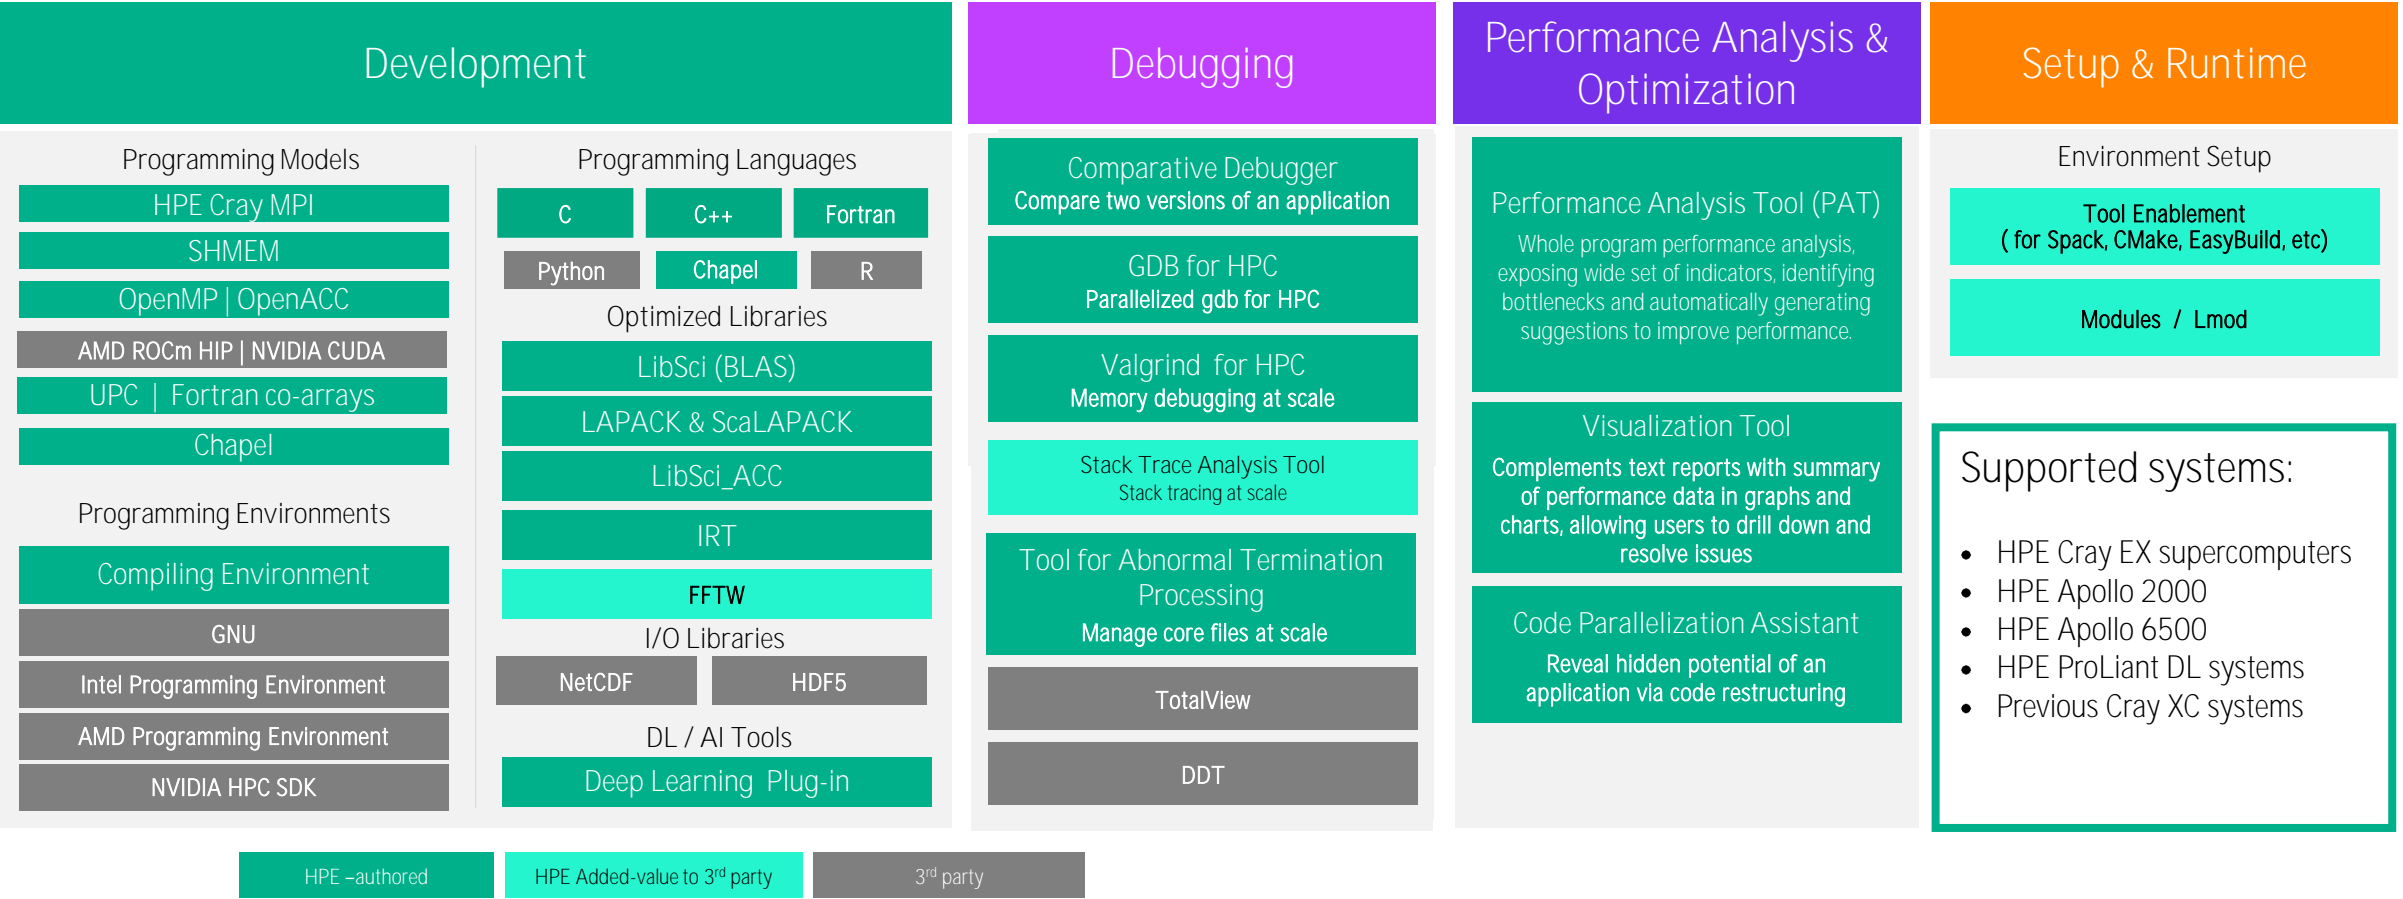 Development
Programming Models
HPE Cray MPI
SHMEM
OpenMP | OpenACC
AMD ROCm HIP | NVIDIA CUDA
UPC | Fortran co-arrays
Chapel
Programming Environments
Compiling Environment
GNU
Intel Programming Environment
AMD Programming Environment
NVIDIA HPC SDK
Programming Languages
C
C++
Fortran
Python
Chapel
R
Optimized Libraries
LibSci (BLAS)
LAPACK & ScaLAPACK
LibSci_ACC
IRT
FFTW
I/O Libraries
NetCDF
HDF5
DL / AI Tools
Deep Learning Plug-in
Debugging
Comparative Debugger
Compare two versions of an application
GDB for HPC
Parallelized gdb for HPC
Valgrind for HPC
Memory debugging at scale
Stack Trace Analysis Tool
Stack tracing at scale
Tool for Abnormal Termination
Processing
Manage core files at scale
TotalView
DDT
Performance Analysis &
Optimization
Performance Analysis Tool (PAT)
Whole program performance analysis,
exposing wide set of indicators, identifying
bottlenecks and automatically generating
suggestions to improve performance.
Visualization Tool
Complements text reports with summary
of performance data in graphs and
charts, allowing users to drill down and
resolve issues
Code Parallelization Assistant
Reveal hidden potential of an
application via code restructuring
Setup & Runtime
Environment Setup
Tool Enablement
( for Spack, CMake, EasyBuild, etc)
Modules / Lmod
Supported systems:
• HPE Cray EX supercomputers
• HPE Apollo 2000
• HPE Apollo 6500
• HPE ProLiant DL systems
• Previous Cray XC systems
HPE –authored
HPE Added-value to 3rd party
3rd party